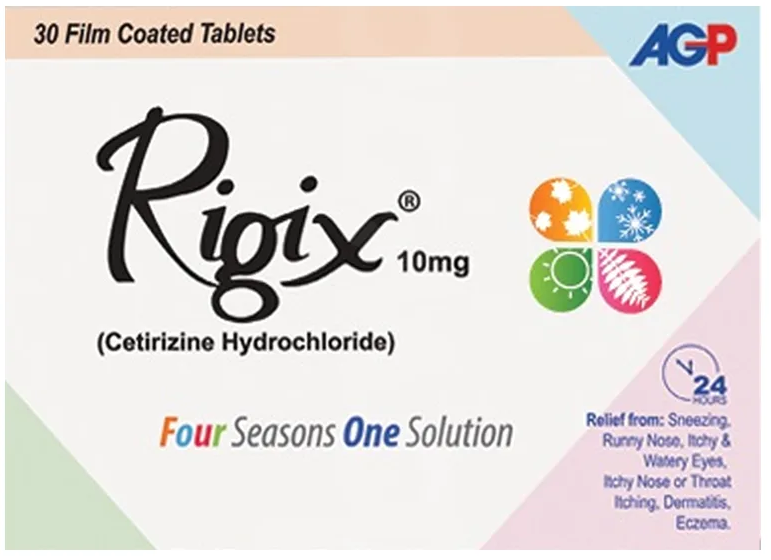 30 Film Coated Tablets
AGP
Rigix® 10mg
(Cetirizine Hydrochloride)
Four Seasons One Solution
24
HOURS
Relief from: Sneezing,
Runny Nose, Itchy &
Watery Eyes,
Itchy Nose or Throat
Itching, Dermatitis,
Eczema.